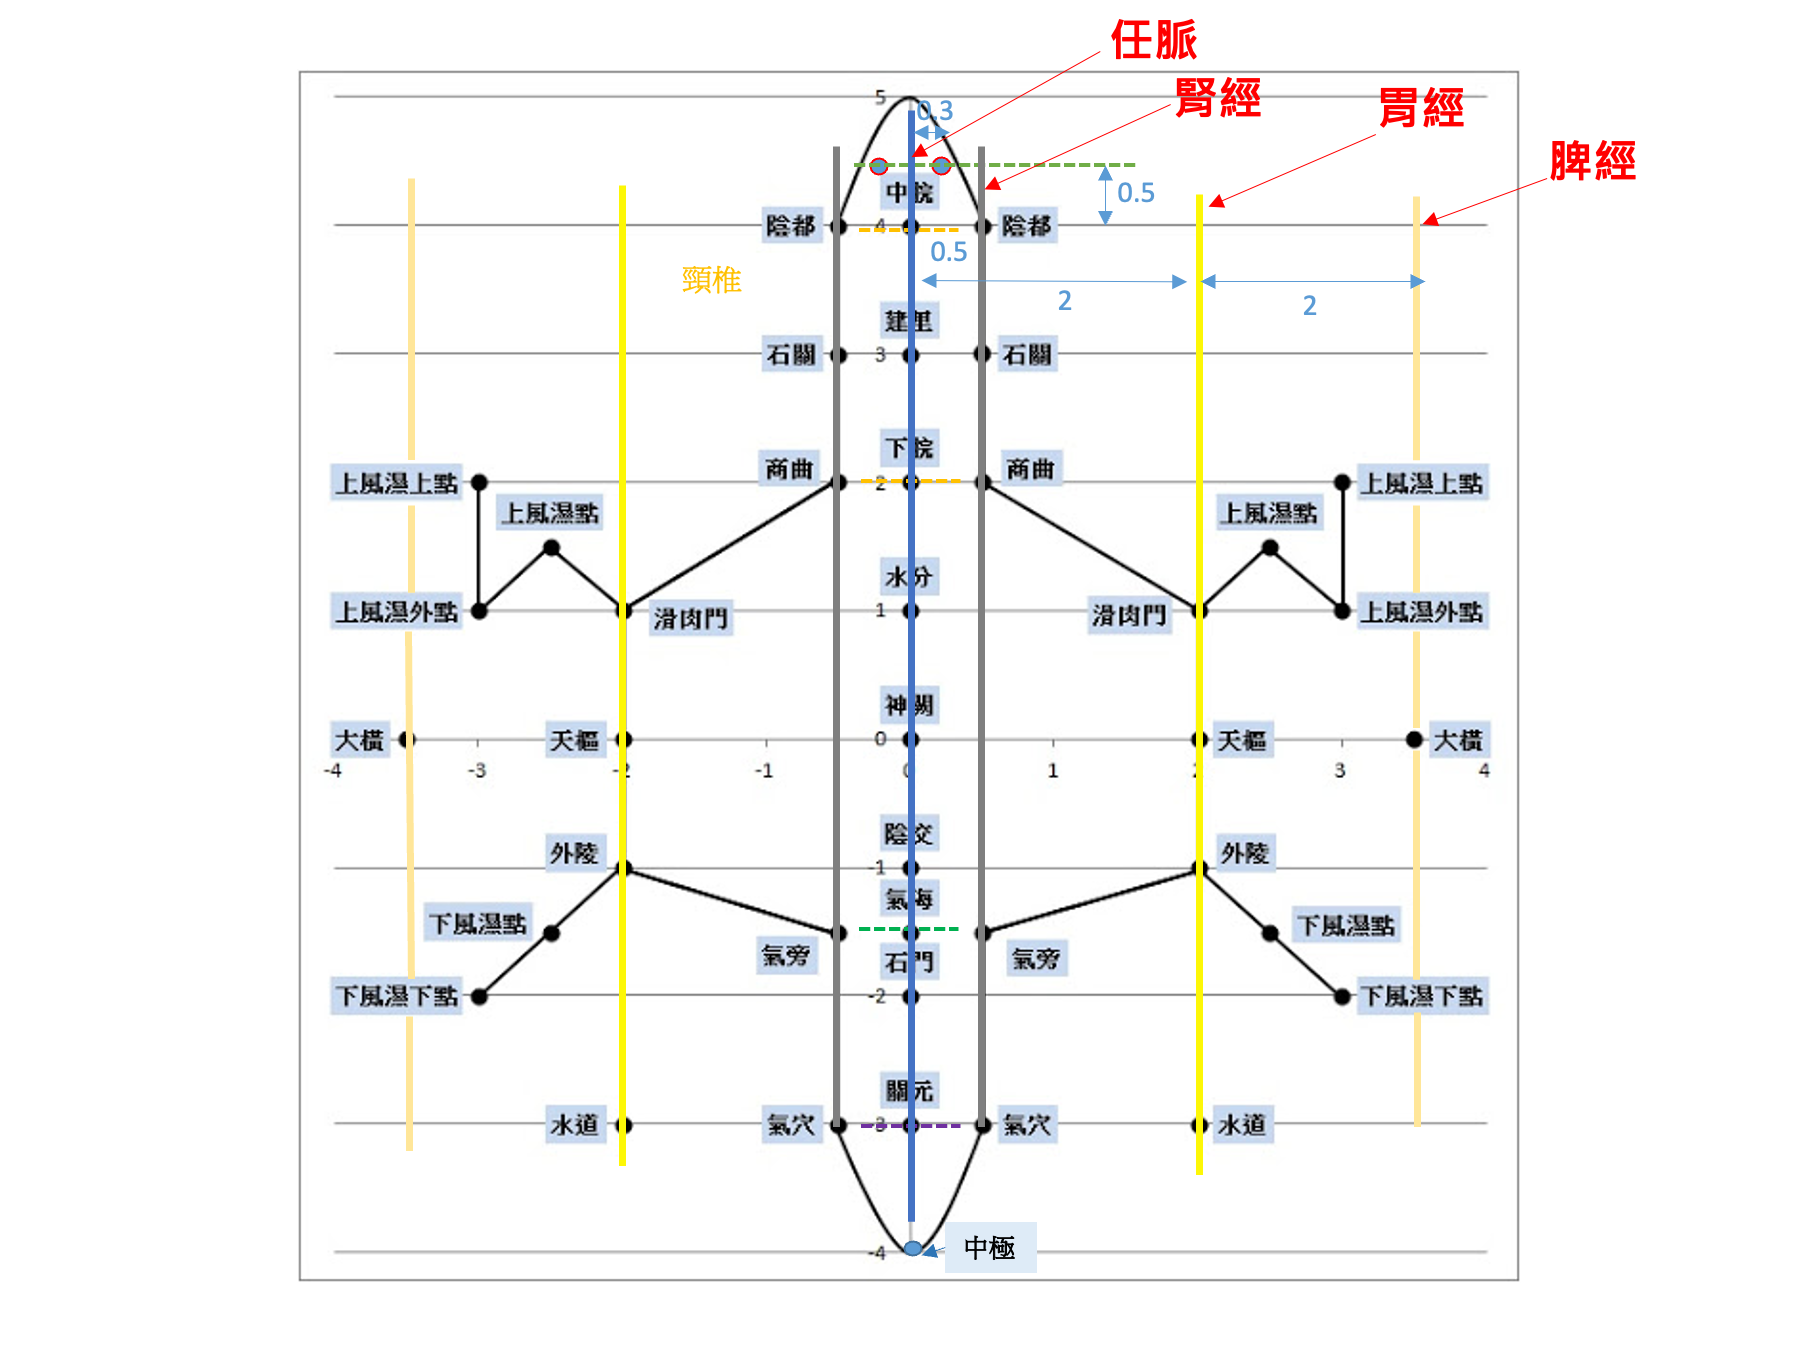 任脈
腎經
胃經
脾經
5
0.3
中脘
0.5
陰都
4
陰都
0.5
頸椎
2
2
建里
石關
3
石關
下脘
商曲
商曲
上風濕上點
2
上風濕上點
上風濕點
上風濕點
水分
上風濕外點
滑肉門
1
滑肉門
上風濕外點
神闕
大橫
天樞
0
天樞
大橫
-4
-3
-2
-1
0
1
2
3
4
陰交
外陵
-1
外陵
氣海
下風濕點
下風濕點
氣旁
石門
氣旁
下風濕下點
-2
下風濕下點
關元
水道
氣穴
-3
氣穴
水道
-4
中極